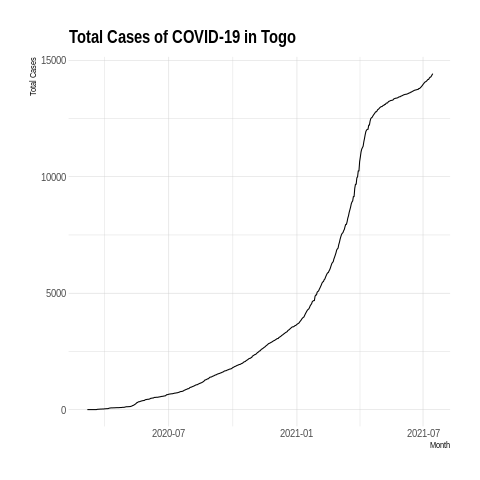 Total Cases of COVID-19 in Togo
Total Cases
15000
10000
5000
0
2020-07
2021-01
2021-07
Month